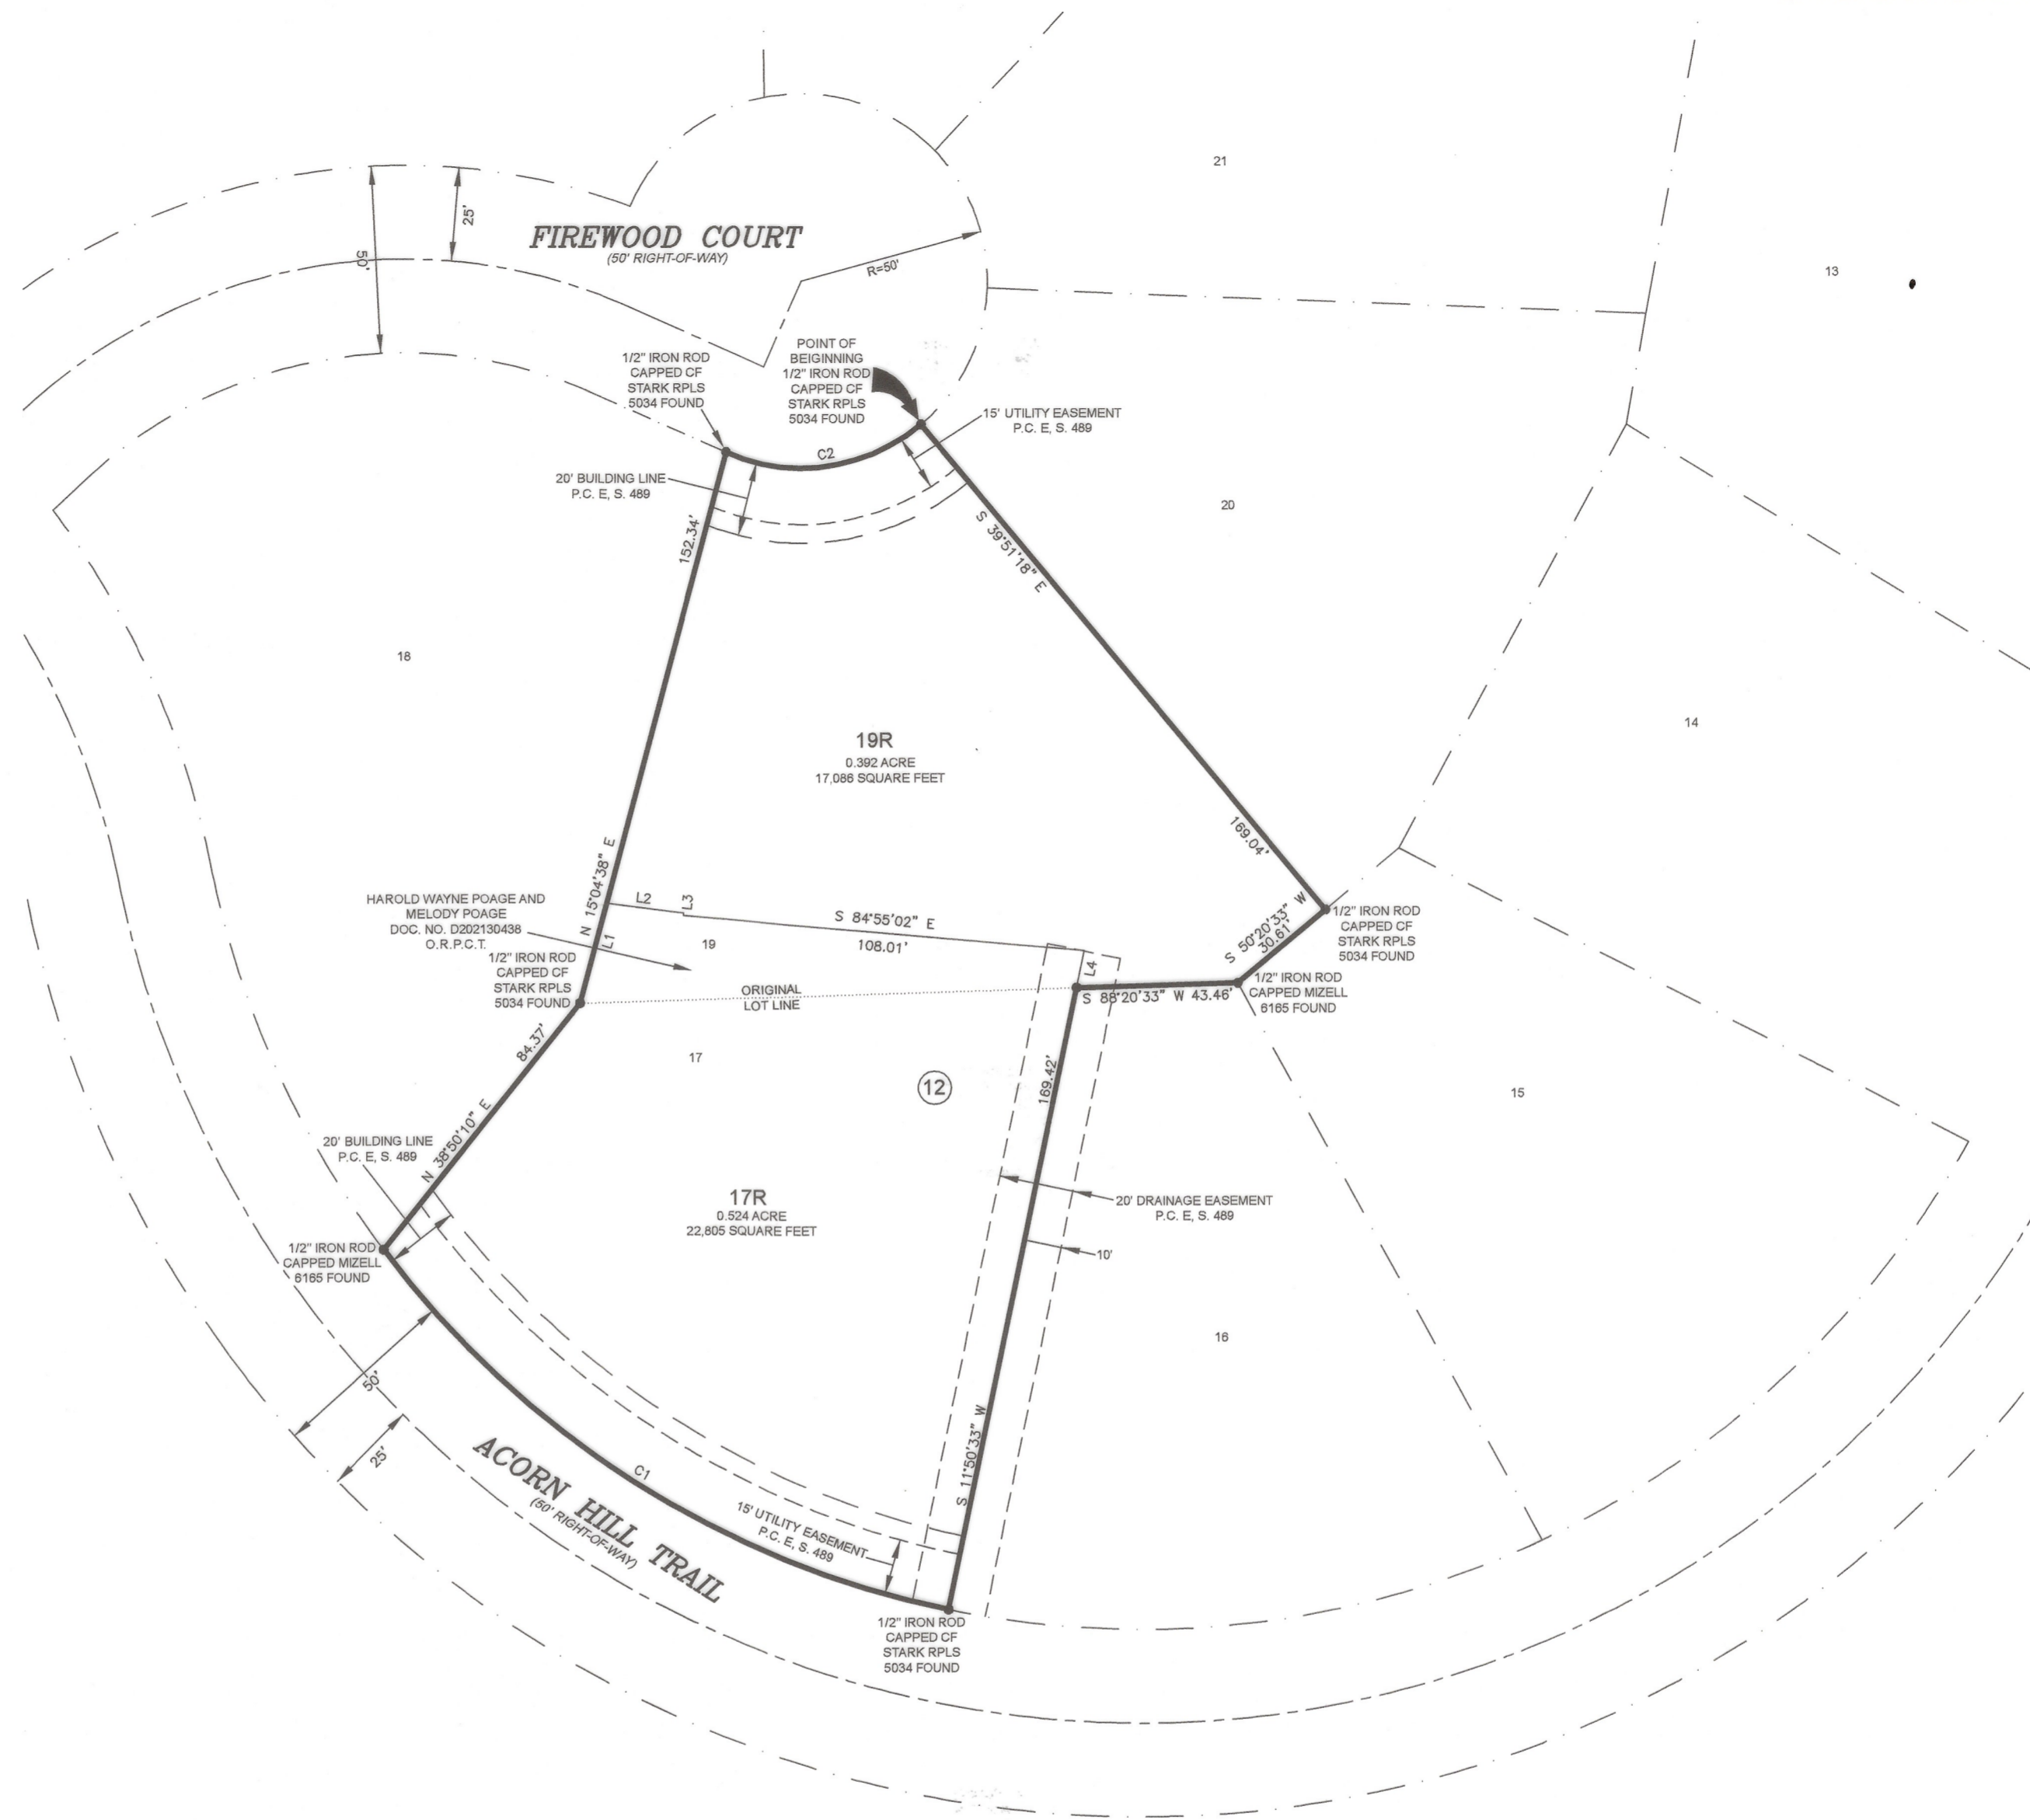 21
13
25'
50'
FIREWOOD COURT
(50' RIGHT-OF-WAY)
R=50'
POINT OF
BEIGINNING
1/2" IRON ROD
CAPPED CF
STARK RPLS
5034 FOUND
1/2" IRON ROD
CAPPED CF
STARK RPLS
5034 FOUND
15' UTILITY EASEMENT
P.C. E, S. 489
C2
20' BUILDING LINE
P.C. E, S. 489
20
152.34'
S 39°51'18" E
18
14
19R
0.392 ACRE
17,086 SQUARE FEET
169.04'
N 15°04'38" E
HAROLD WAYNE POAGE AND
MELODY POAGE
DOC. NO. D202130438
O.R.P.C.T.
L2
L3
L1
S 84°55'02" E
108.01'
19
S 50°20'33" W
30.61'
1/2" IRON ROD
CAPPED CF
STARK RPLS
5034 FOUND
1/2" IRON ROD
CAPPED CF
STARK RPLS
5034 FOUND
L4
1/2" IRON ROD
CAPPED MIZELL
6165 FOUND
S 88°20'33" W 43.46'
ORIGINAL
LOT LINE
84.37'
17
12
169.42'
15
N 38°50'10" E
20' BUILDING LINE
P.C. E, S. 489
17R
0.524 ACRE
22,805 SQUARE FEET
20' DRAINAGE EASEMENT
P.C. E, S. 489
10'
1/2" IRON ROD
CAPPED MIZELL
6165 FOUND
16
50'
25'
S 11°50'33" W
C1
ACORN HILL TRAIL
(50' RIGHT-OF-WAY)
15' UTILITY EASEMENT
P.C. E, S. 489
1/2" IRON ROD
CAPPED CF
STARK RPLS
5034 FOUND